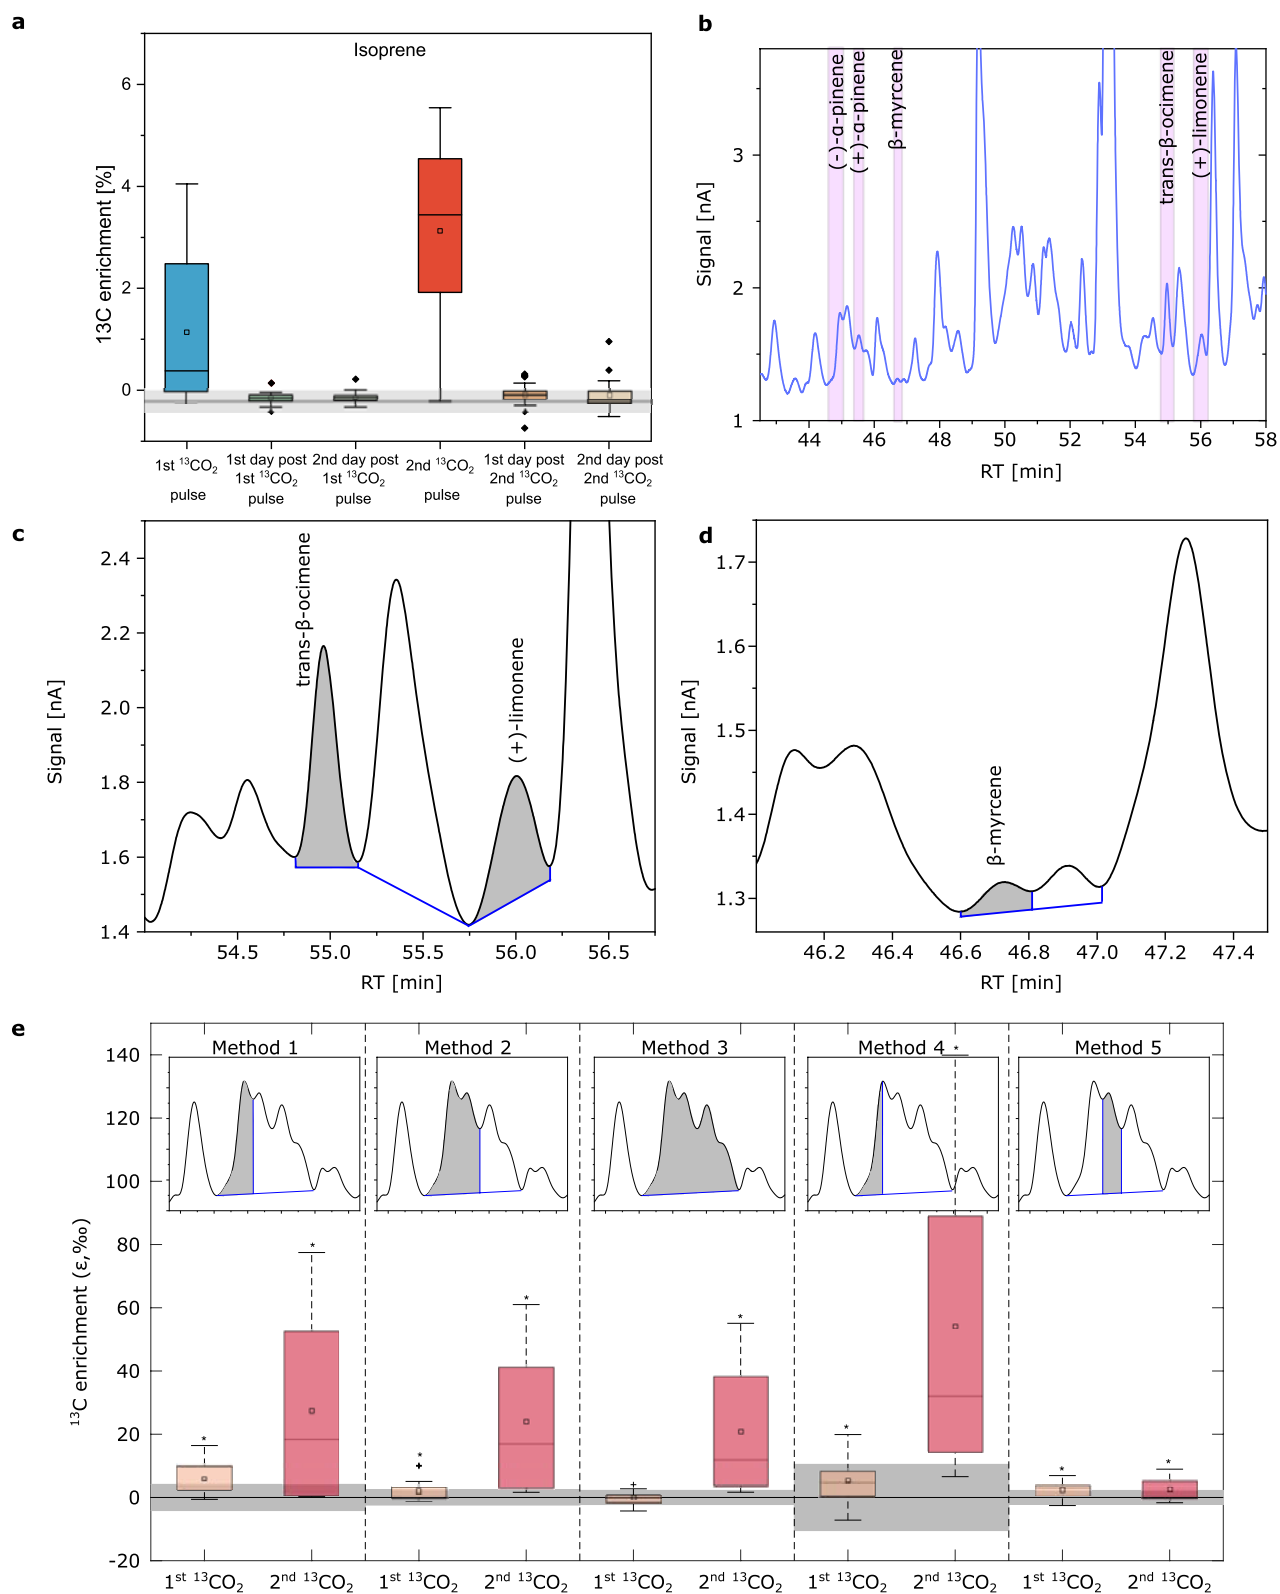 a
Isoprene
13C enrichment [%]
6
4
2
0
1st ¹³CO₂
pulse
1st day post
1st ¹³CO₂
pulse
2nd day post
1st ¹³CO₂
pulse
2nd ¹³CO₂
pulse
1st day post
2nd ¹³CO₂
pulse
2nd day post
2nd ¹³CO₂
pulse
b
Signal [nA]
3
2
1
(-)-α-pinene
(+)-α-pinene
β-myrcene
trans-β-ocimene
(+)-limonene
44 46 48 50 52 54 56 58
RT [min]
c
Signal [nA]
2.4
2.2
2.0
1.8
1.6
1.4
trans-β-ocimene
(+)-limonene
54.5 55.0 55.5 56.0 56.5
RT [min]
d
Signal [nA]
1.7
1.6
1.5
1.4
1.3
β-myrcene
46.2 46.4 46.6 46.8 47.0 47.2 47.4
RT [min]
e
¹³C enrichment (ε,‰)
140
120
100
80
60
40
20
0
-20
Method 1 Method 2 Method 3 Method 4 Method 5
1ˢᵗ ¹³CO₂ 2ⁿᵈ ¹³CO₂ 1ˢᵗ ¹³CO₂ 2ⁿᵈ ¹³CO₂ 1ˢᵗ ¹³CO₂ 2ⁿᵈ ¹³CO₂ 1ˢᵗ ¹³CO₂ 2ⁿᵈ ¹³CO₂ 1ˢᵗ ¹³CO₂ 2ⁿᵈ ¹³CO₂